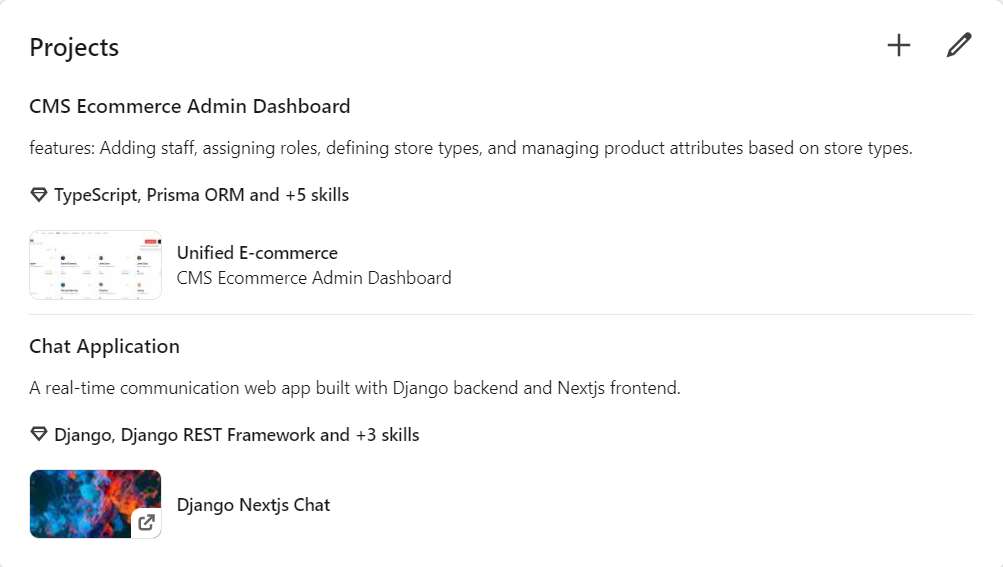 Projects
CMS Ecommerce Admin Dashboard
features: Adding staff, assigning roles, defining store types, and managing product attributes based on store types.
TypeScript, Prisma ORM and +5 skills
Unified E-commerce
CMS Ecommerce Admin Dashboard
Chat Application
A real-time communication web app built with Django backend and Nextjs frontend.
Django, Django REST Framework and +3 skills
Django Nextjs Chat